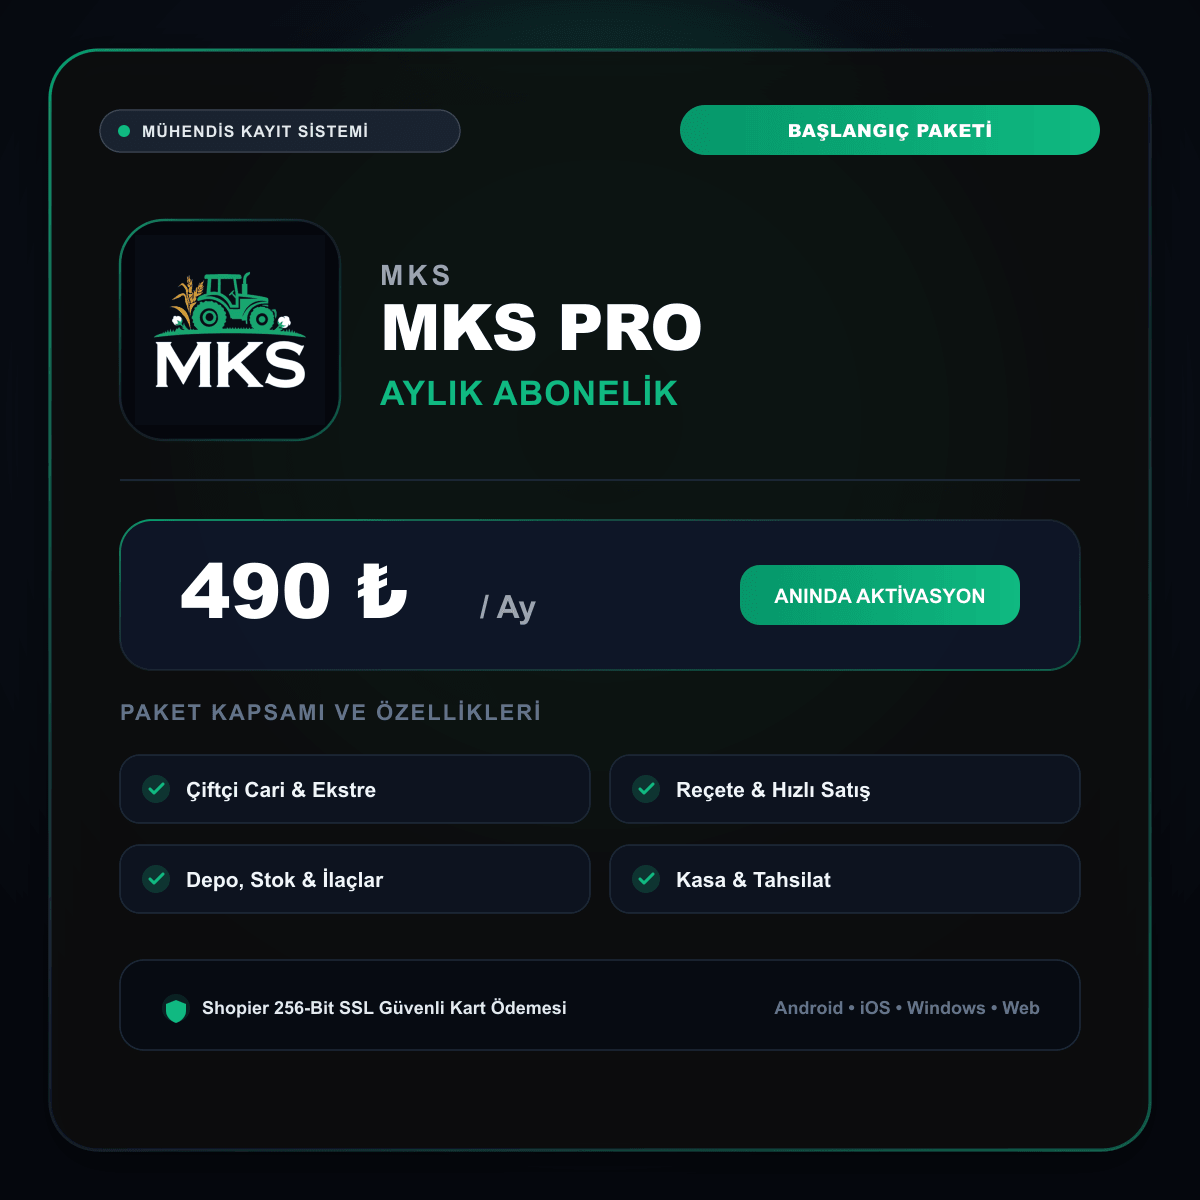 MÜHENDİS KAYIT SİSTEMİ
BAŞLANGIÇ PAKETİ
MKS
MKS
MKS PRO
AYLIK ABONELİK
490 ₺ / Ay
ANINDA AKTİVASYON
PAKET KAPSAMI VE ÖZELLİKLERİ
Çiftçi Cari & Ekstre
Reçete & Hızlı Satış
Depo, Stok & İlaçlar
Kasa & Tahsilat
Shopier 256-Bit SSL Güvenli Kart Ödemesi
Android • iOS • Windows • Web